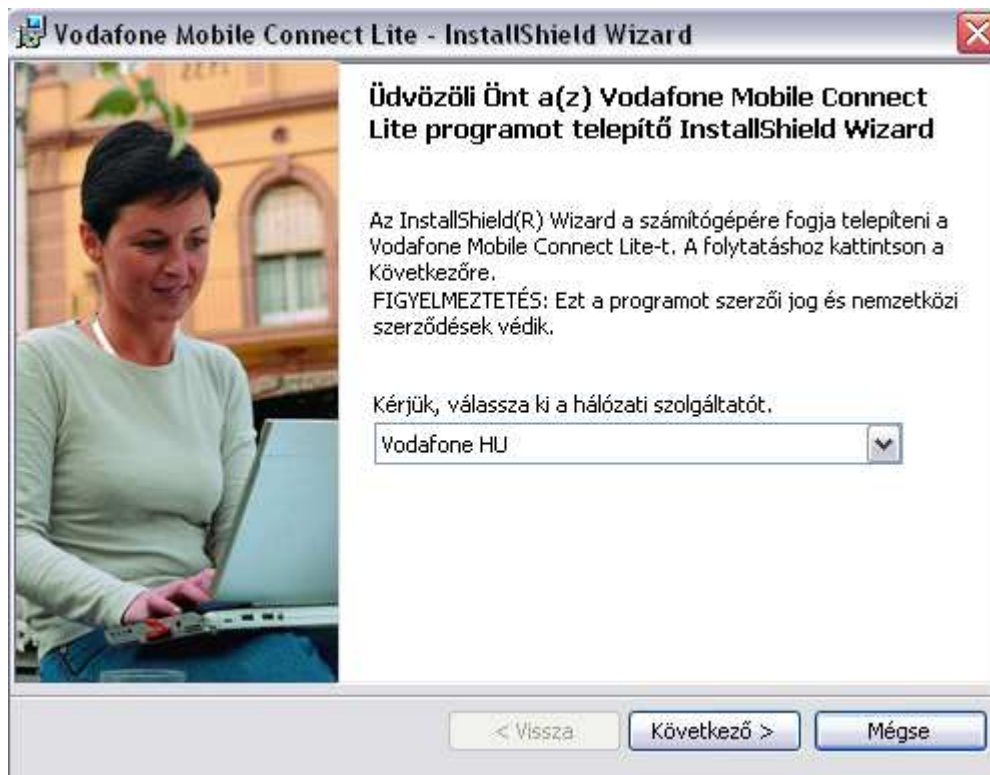 Vodafone Mobile Connect Lite - InstallShield Wizard
Üdvözöli Önt a(z) Vodafone Mobile Connect
Lite programot telepítő InstallShield Wizard
Az InstallShield(R) Wizard a számítógépére fogja telepíteni a
Vodafone Mobile Connect Lite-t. A folytatáshoz kattintson a
Következőre.
FIGYELMEZTETÉS: Ezt a programot szerzői jog és nemzetközi
szerződések védik.
Kérjük, válassza ki a hálózati szolgáltatót.
Vodafone HU
< Vissza
Következő >
Mégse